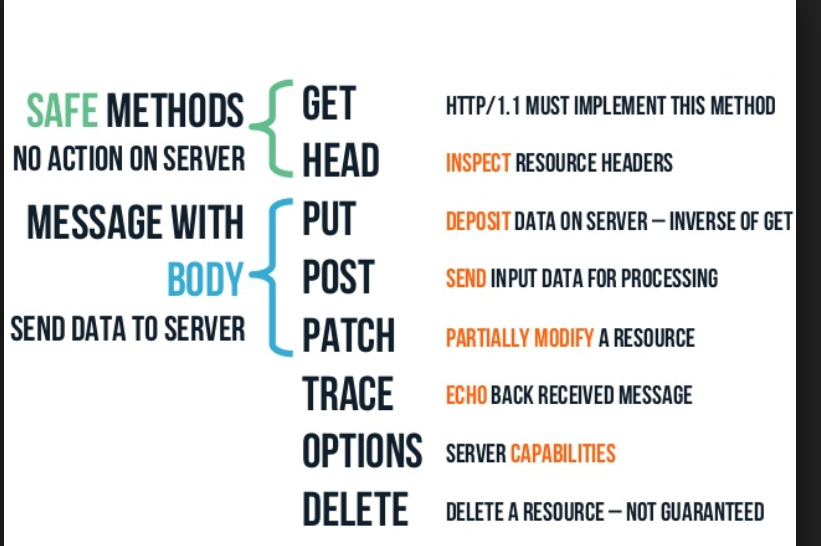 SAFE METHODS
NO ACTION ON SERVER
MESSAGE WITH
BODY
SEND DATA TO SERVER
GET HTTP/1.1 MUST IMPLEMENT THIS METHOD
HEAD INSPECT RESOURCE HEADERS
PUT DEPOSIT DATA ON SERVER – INVERSE OF GET
POST SEND INPUT DATA FOR PROCESSING
PATCH PARTIALLY MODIFY A RESOURCE
TRACE ECHO BACK RECEIVED MESSAGE
OPTIONS SERVER CAPABILITIES
DELETE DELETE A RESOURCE – NOT GUARANTEED